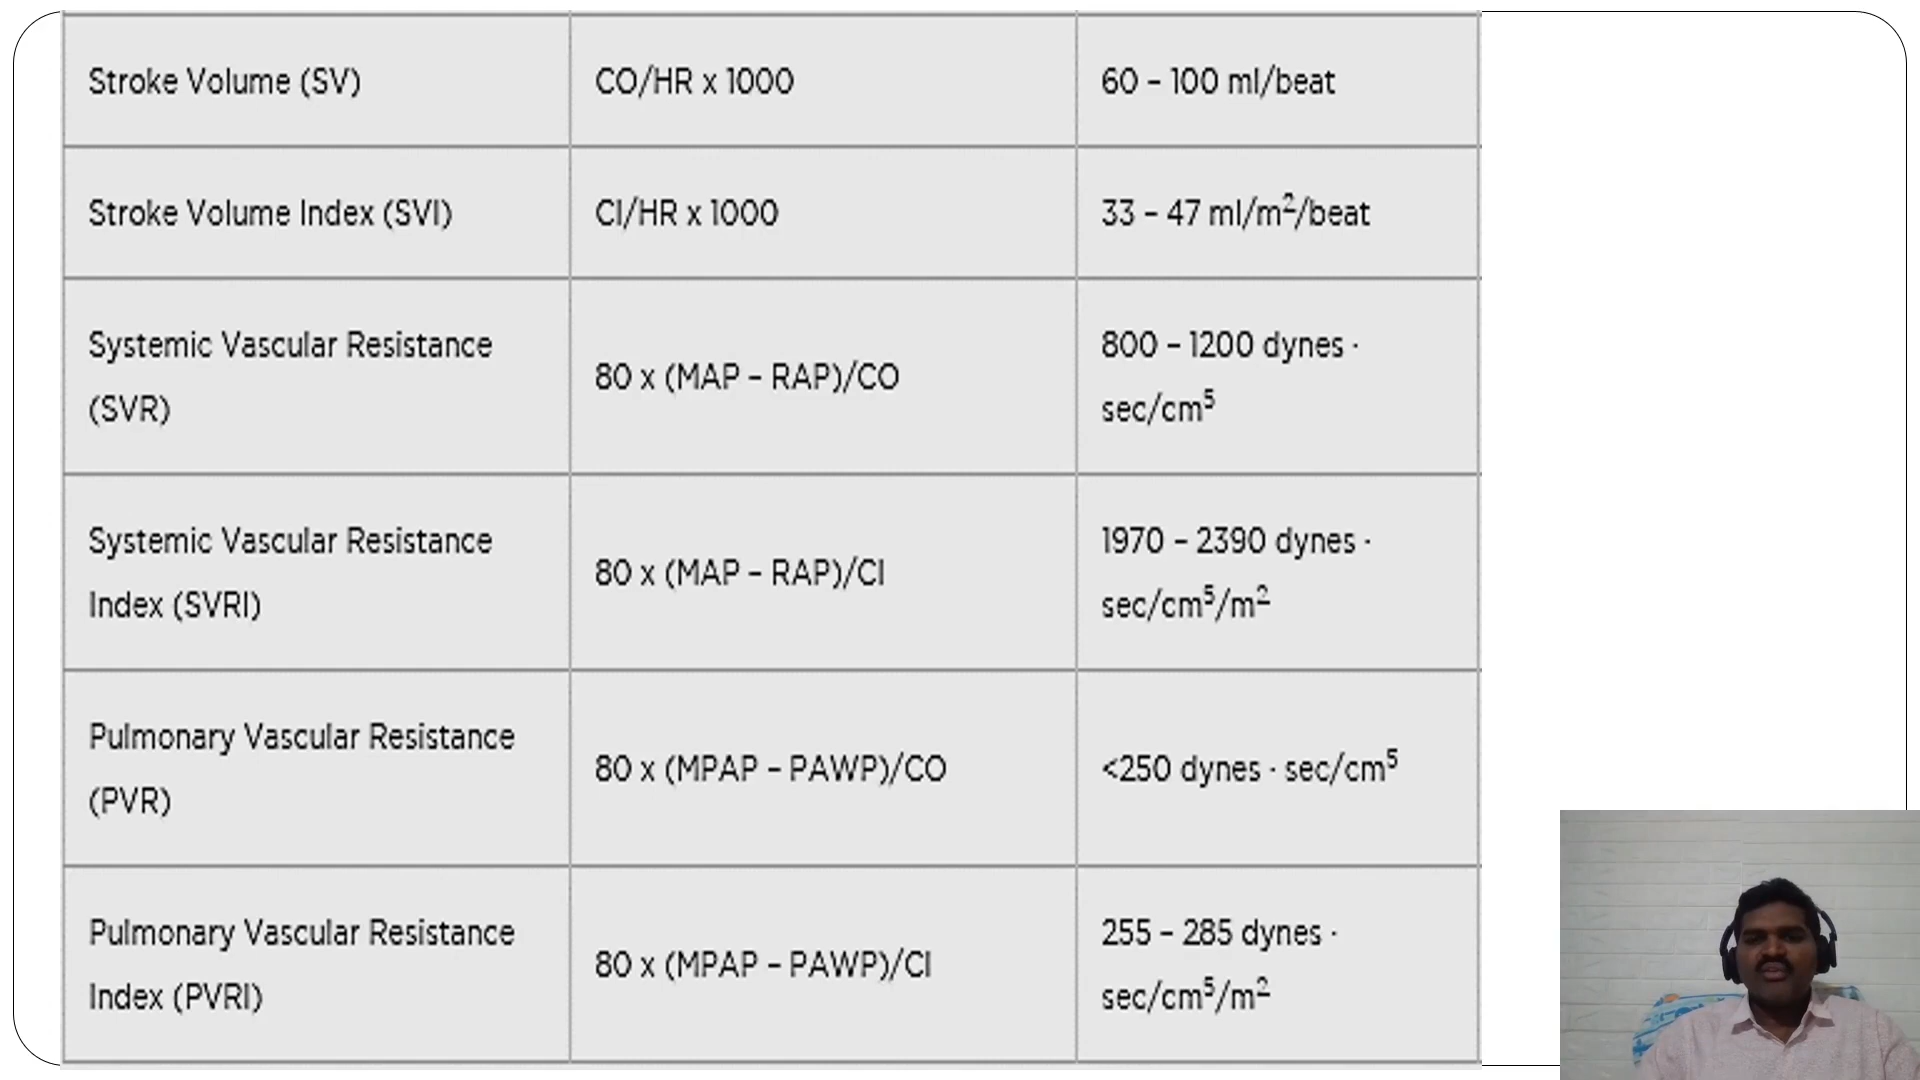 Stroke Volume (SV)
CO/HR x 1000
60 – 100 ml/beat
Stroke Volume Index (SVI)
CI/HR x 1000
33 – 47 ml/m²/beat
Systemic Vascular Resistance
(SVR)
80 x (MAP – RAP)/CO
800 – 1200 dynes ·
sec/cm⁵
Systemic Vascular Resistance
Index (SVRI)
80 x (MAP – RAP)/CI
1970 – 2390 dynes ·
sec/cm⁵/m²
Pulmonary Vascular Resistance
(PVR)
80 x (MPAP – PAWP)/CO
<250 dynes · sec/cm⁵
Pulmonary Vascular Resistance
Index (PVRI)
80 x (MPAP – PAWP)/CI
255 – 285 dynes ·
sec/cm⁵/m²